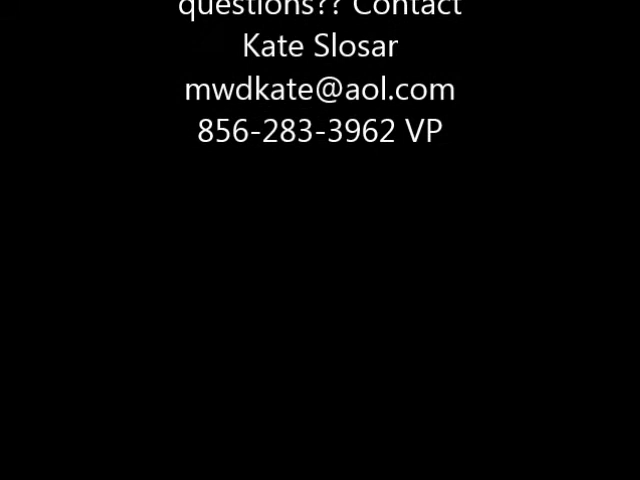 questions?? Contact
Kate Slosar
mwdkate@aol.com
856-283-3962 VP